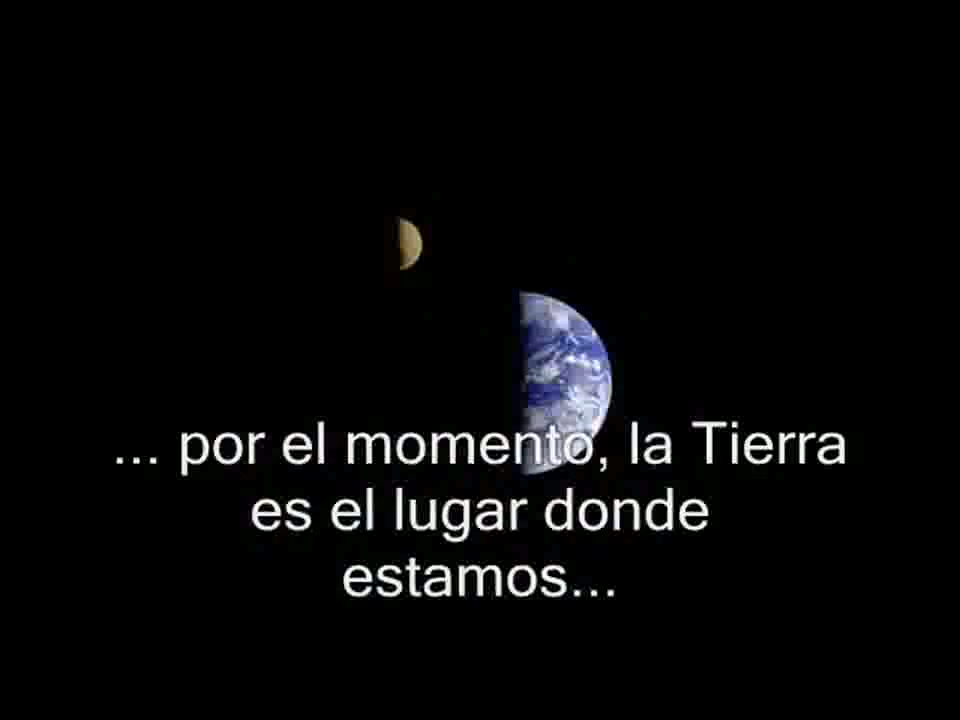 ... por el momento, la Tierra
es el lugar donde
estamos...